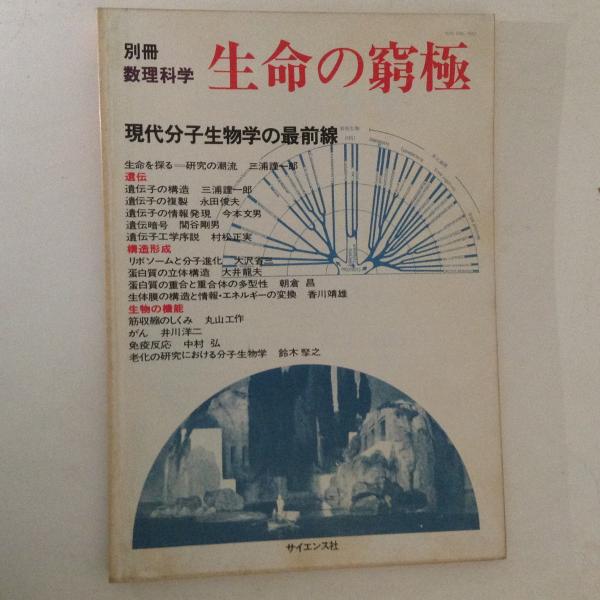 別冊
数理科学
生命の窮極
現代分子生物学の最前線
生命を探る―研究の潮流 三浦謹一郎
遺伝
遺伝子の構造 三浦謹一郎
遺伝子の複製 永田俊夫
遺伝子の情報発現 今本文男
遺伝暗号 関谷剛男
遺伝子工学序説 村松正実
構造形成
リボソームと分子進化 大沢省三
蛋白質の立体構造 大井龍夫
蛋白質の重合と重合体の多型性 朝倉 昌
生体膜の構造と情報・エネルギーの変換 香川靖雄
生物の機能
筋収縮のしくみ 丸山工作
がん 井川洋二
免疫反応 中村 弘
老化の研究における分子生物学 鈴木堅之
サイエンス社